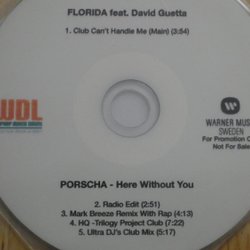 FLORIDA feat. David Guetta
1. Club Can't Handle Me (Main) (3:54)
WDL
WARNER MUSIC
SWEDEN
For Promotion O
Not For Sale
PORSCHA - Here Without You
2. Radio Edit (2:51)
3. Mark Breeze Remix With Rap (4:13)
4. HQ -Trilogy Project Club (7:22)
5. Ultra DJ's Club Mix (5:17)